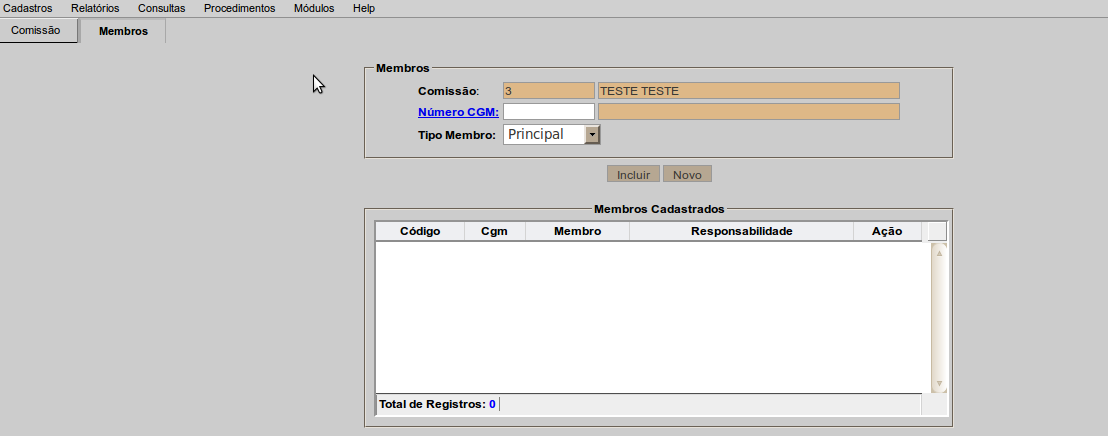 Cadastros Relatórios Consultas Procedimentos Módulos Help
Comissão Membros
Membros
Comissão: 3 TESTE TESTE
Número CGM:
Tipo Membro: Principal
Incluir Novo
Membros Cadastrados
Código Cgm Membro Responsabilidade Ação
Total de Registros: 0